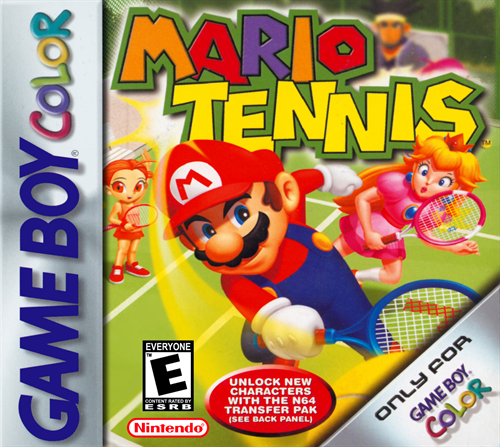 GAME BOY COLOR
MARIO
TENNIS™
M
EVERYONE
E
CONTENT RATED BY
ESRB
Nintendo®
UNLOCK NEW
CHARACTERS
WITH THE N64
TRANSFER PAK
(SEE BACK PANEL)
ONLY FOR
GAME BOY
COLOR